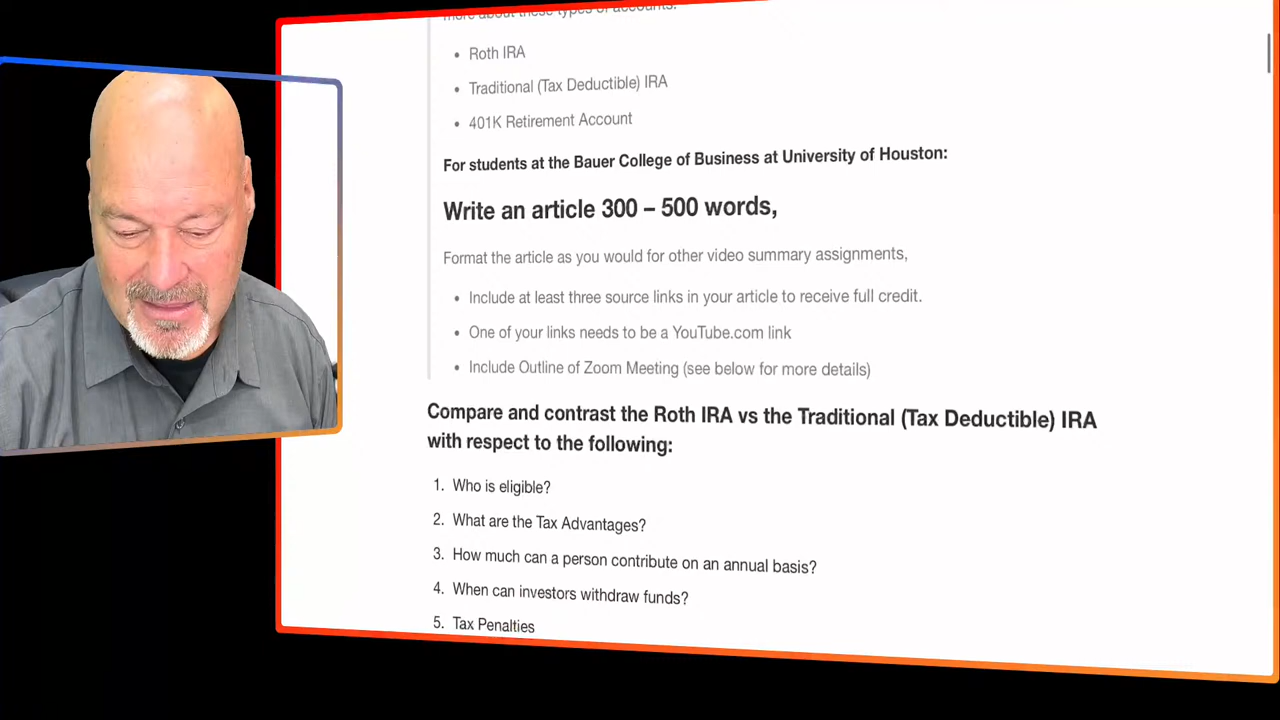 more about these types of accounts.
Roth IRA
Traditional (Tax Deductible) IRA
401K Retirement Account
For students at the Bauer College of Business at University of Houston:
Write an article 300 – 500 words,
Format the article as you would for other video summary assignments,
Include at least three source links in your article to receive full credit.
One of your links needs to be a YouTube.com link
Include Outline of Zoom Meeting (see below for more details)
Compare and contrast the Roth IRA vs the Traditional (Tax Deductible) IRA
with respect to the following:
1. Who is eligible?
2. What are the Tax Advantages?
3. How much can a person contribute on an annual basis?
4. When can investors withdraw funds?
5. Tax Penalties